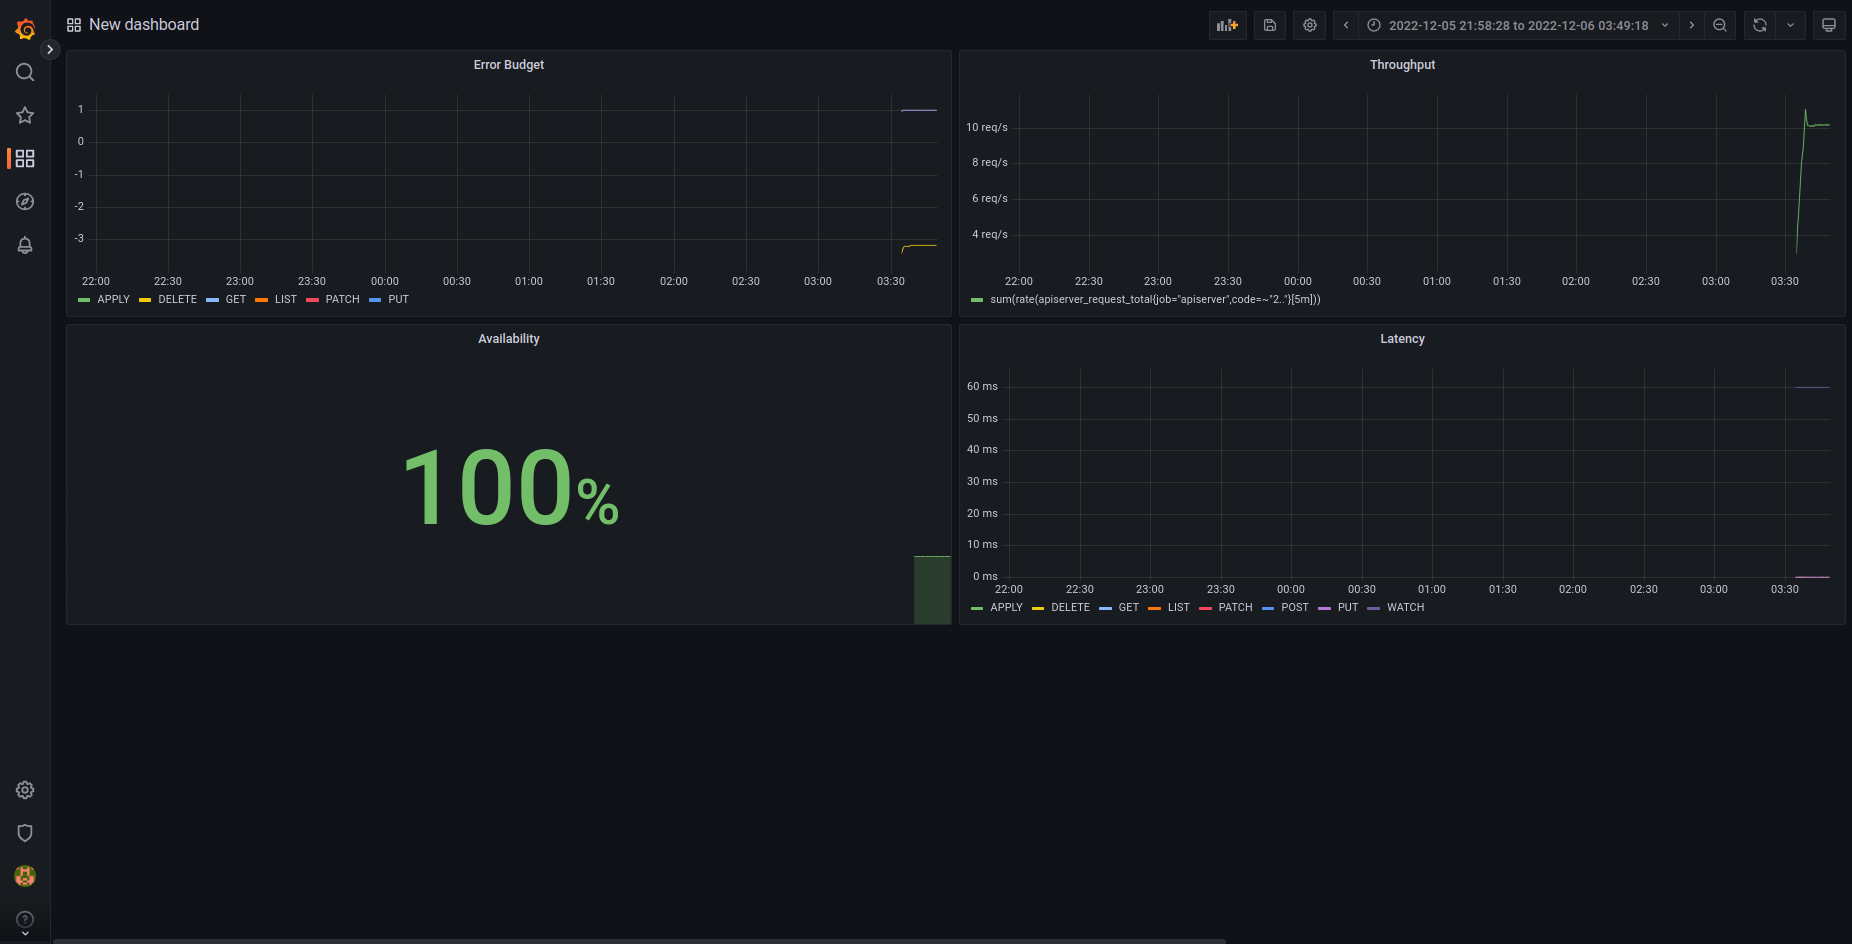 New dashboard
2022-12-05 21:58:28 to 2022-12-06 03:49:18
Error Budget
1
0
-1
-2
-3
22:00 22:30 23:00 23:30 00:00 00:30 01:00 01:30 02:00 02:30 03:00 03:30
APPLY DELETE GET LIST PATCH PUT
Throughput
10 req/s
8 req/s
6 req/s
4 req/s
22:00 22:30 23:00 23:30 00:00 00:30 01:00 01:30 02:00 02:30 03:00 03:30
sum(rate(apiserver_request_total{job="apiserver",code=~"2.."}[5m]))
Availability
100%
Latency
60 ms
50 ms
40 ms
30 ms
20 ms
10 ms
0 ms
22:00 22:30 23:00 23:30 00:00 00:30 01:00 01:30 02:00 02:30 03:00 03:30
APPLY DELETE GET LIST PATCH POST PUT WATCH